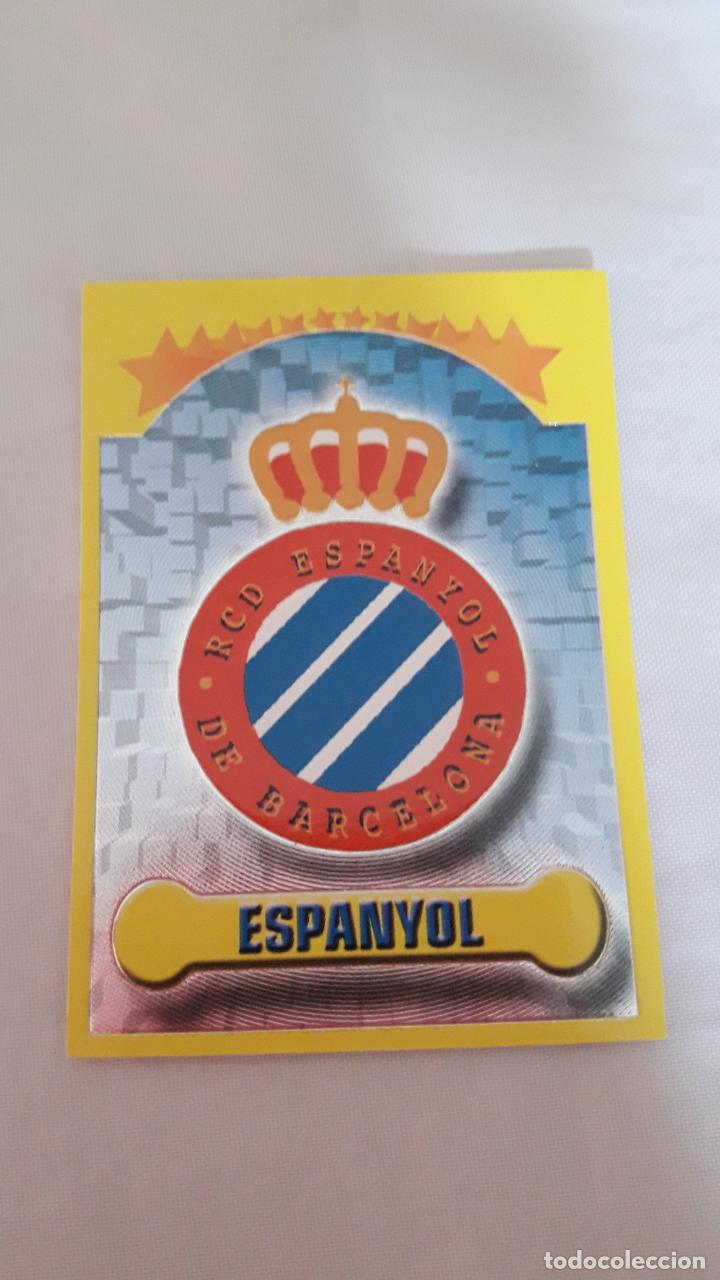 · RCD ESPANYOL ·
DE BARCELONA
ESPANYOL
todocoleccion